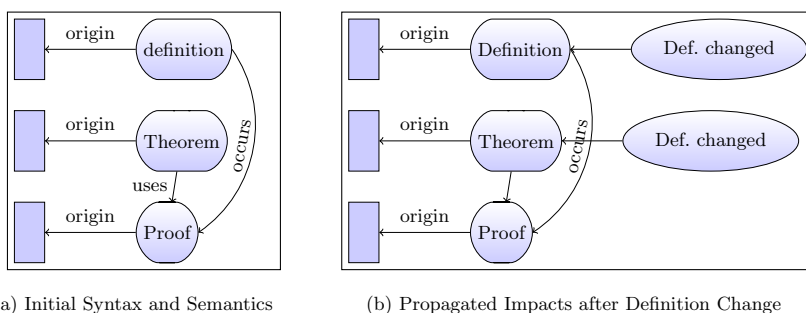 origin
definition
origin
Theorem
occurs
uses
origin
Proof
a) Initial Syntax and Semantics
origin
Definition
Def. changed
origin
Theorem
Def. changed
occurs
origin
Proof
(b) Propagated Impacts after Definition Change